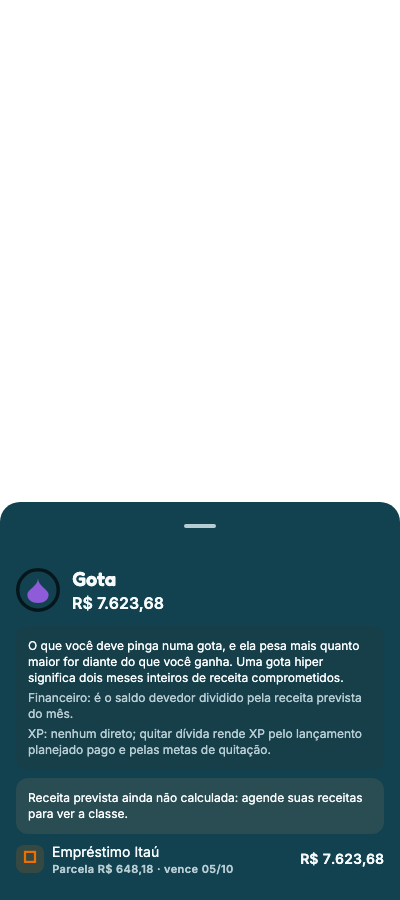 Gota
R$ 7.623,68
O que você deve pinga numa gota, e ela pesa mais quanto
maior for diante do que você ganha. Uma gota hiper
significa dois meses inteiros de receita comprometidos.
Financeiro: é o saldo devedor dividido pela receita prevista
do mês.
XP: nenhum direto; quitar dívida rende XP pelo lançamento
planejado pago e pelas metas de quitação.
Receita prevista ainda não calculada: agende suas receitas
para ver a classe.
Empréstimo Itaú
R$ 7.623,68
Parcela R$ 648,18 · vence 05/10